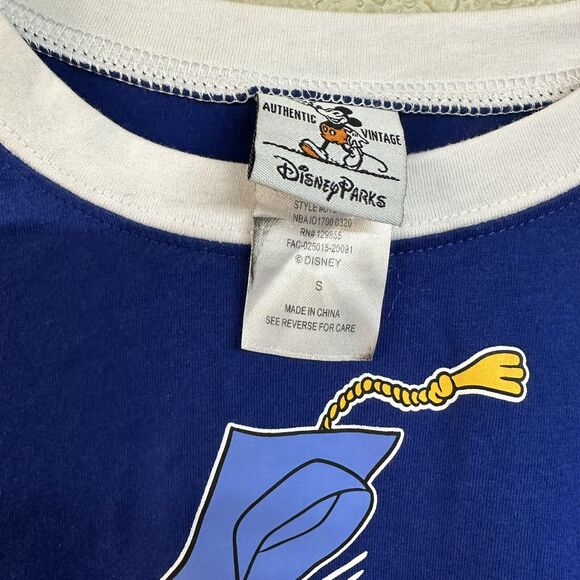 AUTHENTIC VINTAGE
DISNEYPARKS
NBA ID1700 0320
RN# 129855
FAC-025015-20091
© DISNEY
S
MADE IN CHINA
SEE REVERSE FOR CARE